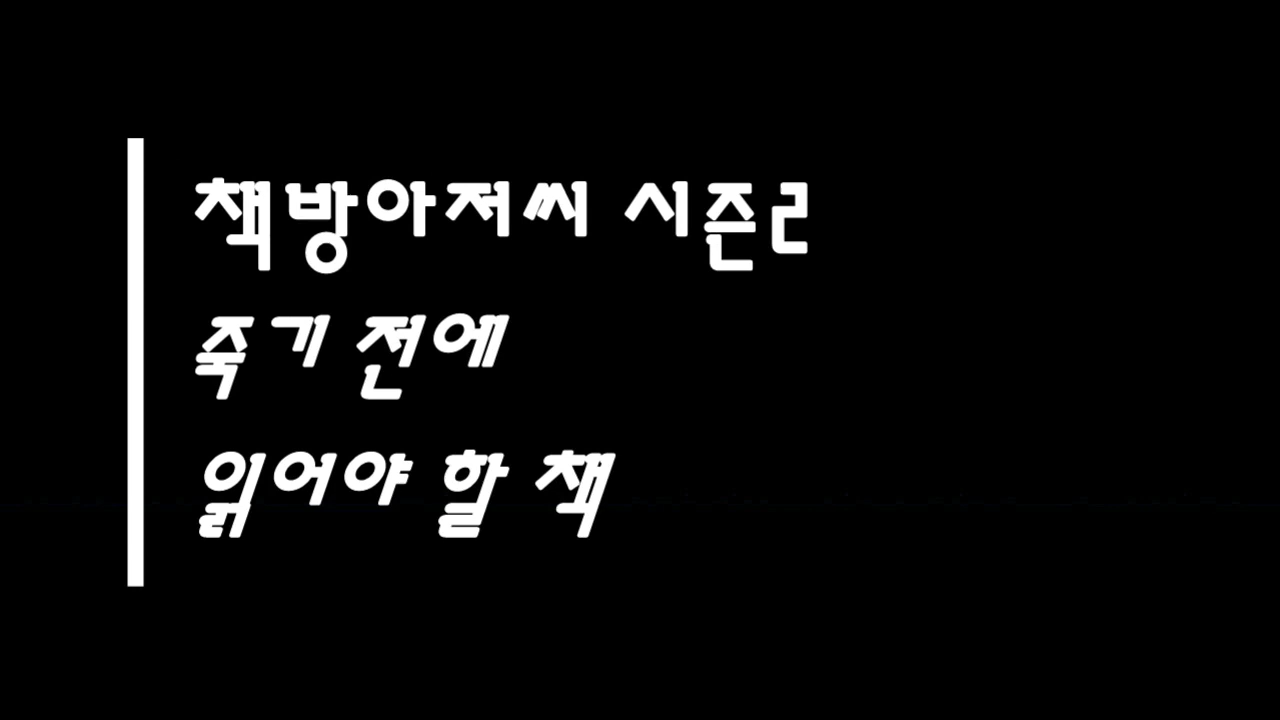 책방아저씨 시즌2
죽기 전에
읽어야 할 책